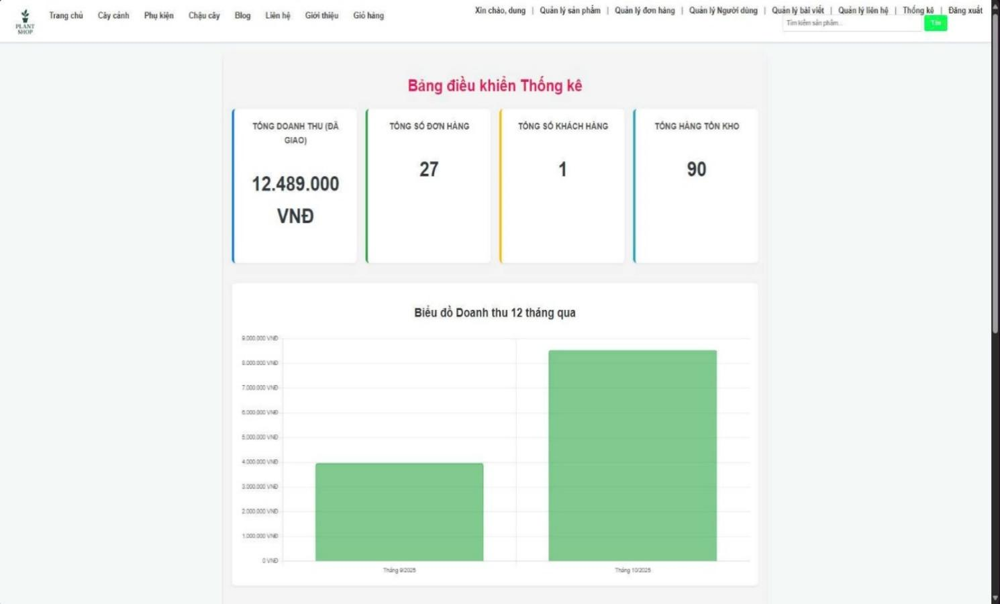 PLANT
SHOP
Trang chủ Cây cảnh Phụ kiện Chậu cây Blog Liên hệ Giới thiệu Giỏ hàng
Xin chào, dung | Quản lý sản phẩm | Quản lý đơn hàng | Quản lý Người dùng | Quản lý bài viết | Quản lý liên hệ | Thống kê | Đăng xuất
Tìm kiếm sản phẩm... Tìm
Bảng điều khiển Thống kê
TỔNG DOANH THU (ĐÃ
GIAO)
12.489.000
VNĐ
TỔNG SỐ ĐƠN HÀNG
27
TỔNG SỐ KHÁCH HÀNG
1
TỔNG HÀNG TỒN KHO
90
Biểu đồ Doanh thu 12 tháng qua
9.000.000 VNĐ
8.000.000 VNĐ
7.000.000 VNĐ
6.000.000 VNĐ
5.000.000 VNĐ
4.000.000 VNĐ
3.000.000 VNĐ
2.000.000 VNĐ
1.000.000 VNĐ
0 VNĐ
Tháng 9/2025 Tháng 10/2025